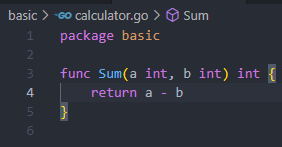 basic > calculator.go > Sum
1 package basic
2
3 func Sum(a int, b int) int {
4 return a - b
5 }
6